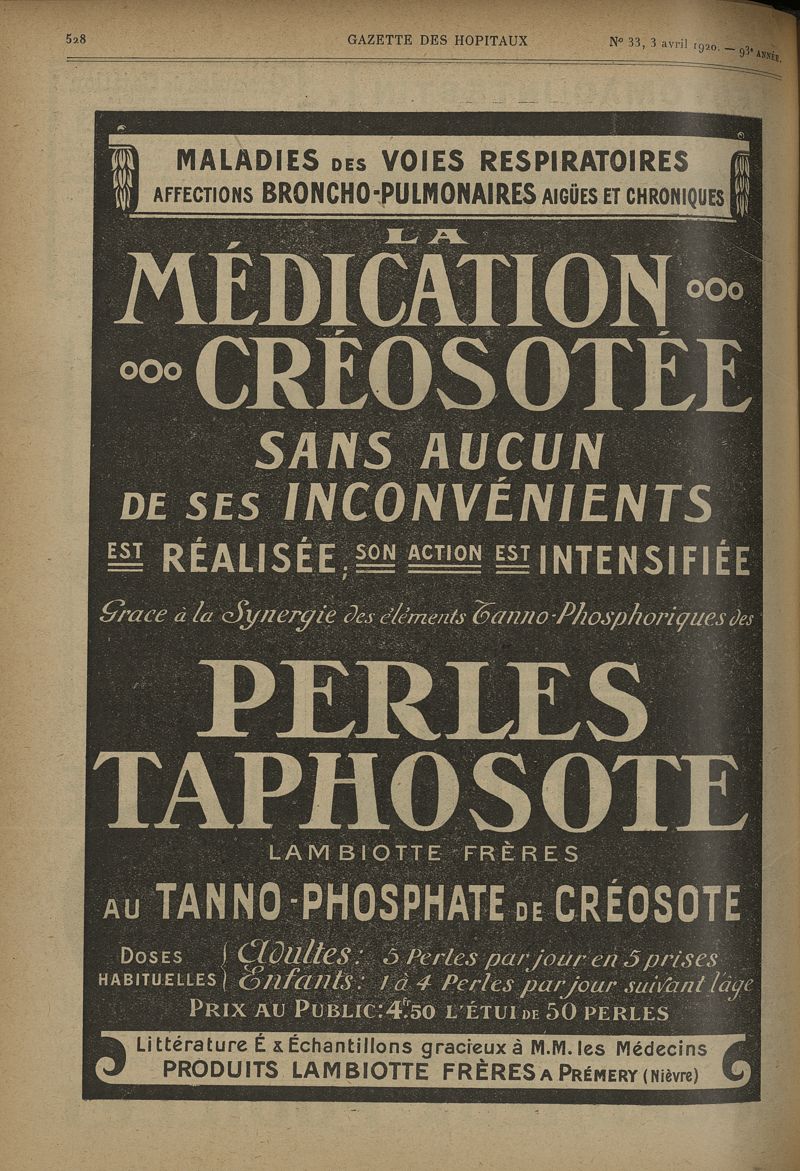 528
GAZETTE DES HOPITAUX
N° 33, 3 avril 1920. — 93e ANNÉE.
MALADIES DES VOIES RESPIRATOIRES
AFFECTIONS BRONCHO-PULMONAIRES AIGÜES ET CHRONIQUES
LA
MÉDICATION
CRÉOSOTÉE
SANS AUCUN
DE SES INCONVÉNIENTS
EST RÉALISÉE; SON ACTION EST INTENSIFIÉE
Grace à la Synergie des éléments Tanno-Phosphoriques des
PERLES
TAPHOSOTE
LAMBIOTTE FRÈRES
AU TANNO-PHOSPHATE DE CRÉOSOTE
DOSES HABITUELLES { Adultes: 5 Perles par jour en 5 prises
Enfants: 1 à 4 Perles par jour suivant l'âge
PRIX AU PUBLIC: 4fr.50 L'ÉTUI DE 50 PERLES
Littérature É & Échantillons gracieux à M.M. les Médecins
PRODUITS LAMBIOTTE FRÈRES A PRÉMERY (Nièvre)